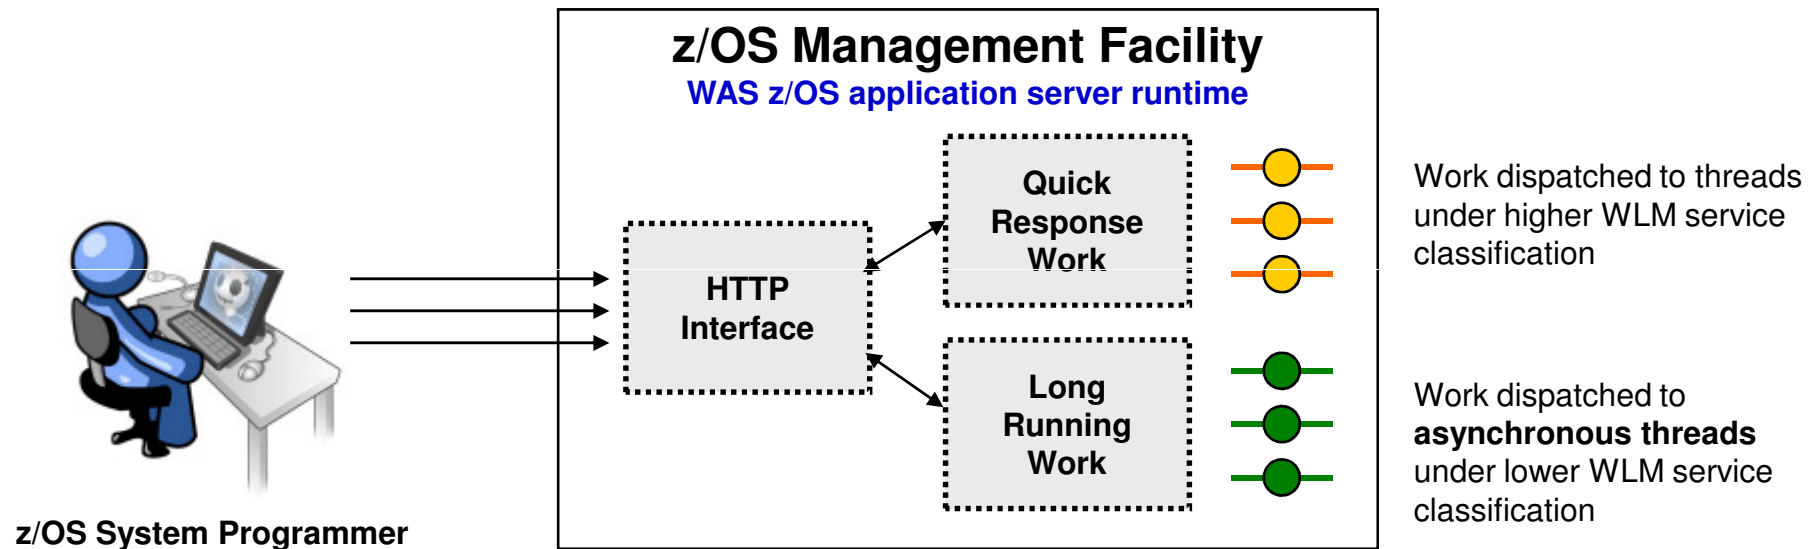 z/OS Management Facility
WAS z/OS application server runtime
Quick
Response
Work
HTTP
Interface
Long
Running
Work
Work dispatched to threads
under higher WLM service
classification
Work dispatched to
asynchronous threads
under lower WLM service
classification
z/OS System Programmer